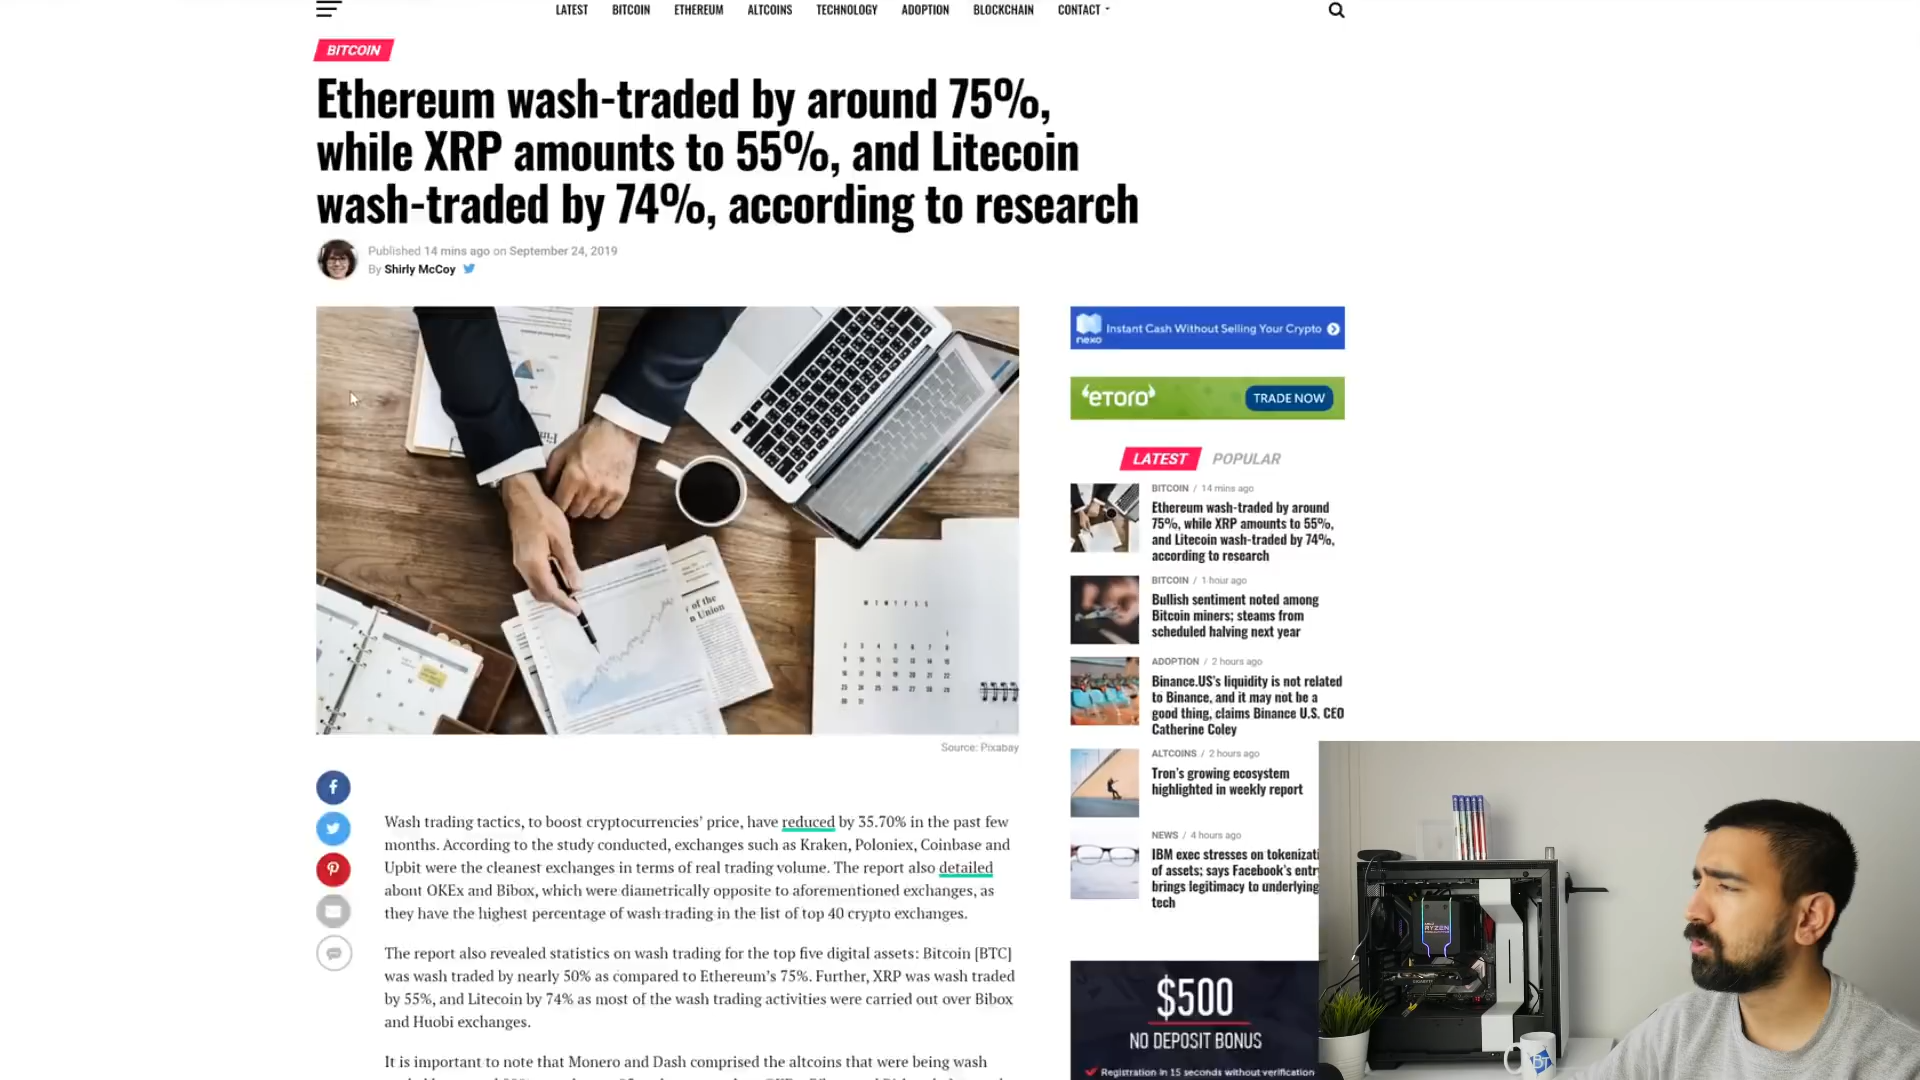 LATEST BITCOIN ETHEREUM ALTCOINS TECHNOLOGY ADOPTION BLOCKCHAIN CONTACT
BITCOIN
Ethereum wash-traded by around 75%,
while XRP amounts to 55%, and Litecoin
wash-traded by 74%, according to research
Published 14 mins ago on September 24, 2019
By Shirly McCoy
of the
n Union
M T W T F S S
Source: Pixabay
Wash trading tactics, to boost cryptocurrencies' price, have reduced by 35.70% in the past few
months. According to the study conducted, exchanges such as Kraken, Poloniex, Coinbase and
Upbit were the cleanest exchanges in terms of real trading volume. The report also detailed
about OKEx and Bibox, which were diametrically opposite to aforementioned exchanges, as
they have the highest percentage of wash trading in the list of top 40 crypto exchanges.
The report also revealed statistics on wash trading for the top five digital assets: Bitcoin [BTC]
was wash traded by nearly 50% as compared to Ethereum's 75%. Further, XRP was wash traded
by 55%, and Litecoin by 74% as most of the wash trading activities were carried out over Bibox
and Huobi exchanges.
It is important to note that Monero and Dash comprised the altcoins that were being wash
nexo
Instant Cash Without Selling Your Crypto
eToro
TRADE NOW
LATEST POPULAR
BITCOIN / 14 mins ago
Ethereum wash-traded by around
75%, while XRP amounts to 55%,
and Litecoin wash-traded by 74%,
according to research
BITCOIN / 1 hour ago
Bullish sentiment noted among
Bitcoin miners; steams from
scheduled halving next year
ADOPTION / 2 hours ago
Binance.US's liquidity is not related
to Binance, and it may not be a
good thing, claims Binance U.S. CEO
Catherine Coley
ALTCOINS / 2 hours ago
Tron's growing ecosystem
highlighted in weekly report
NEWS / 4 hours ago
IBM exec stresses on tokenizati
of assets; says Facebook's entr
brings legitimacy to underlying
tech
$500
NO DEPOSIT BONUS
Registration in 15 seconds without verification
RYZEN
BT